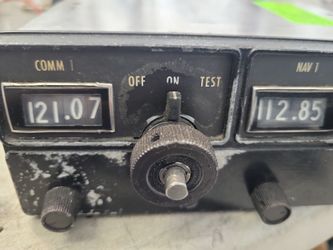 COMM 1 NAV 1
OFF ON TEST
121.07 112.85